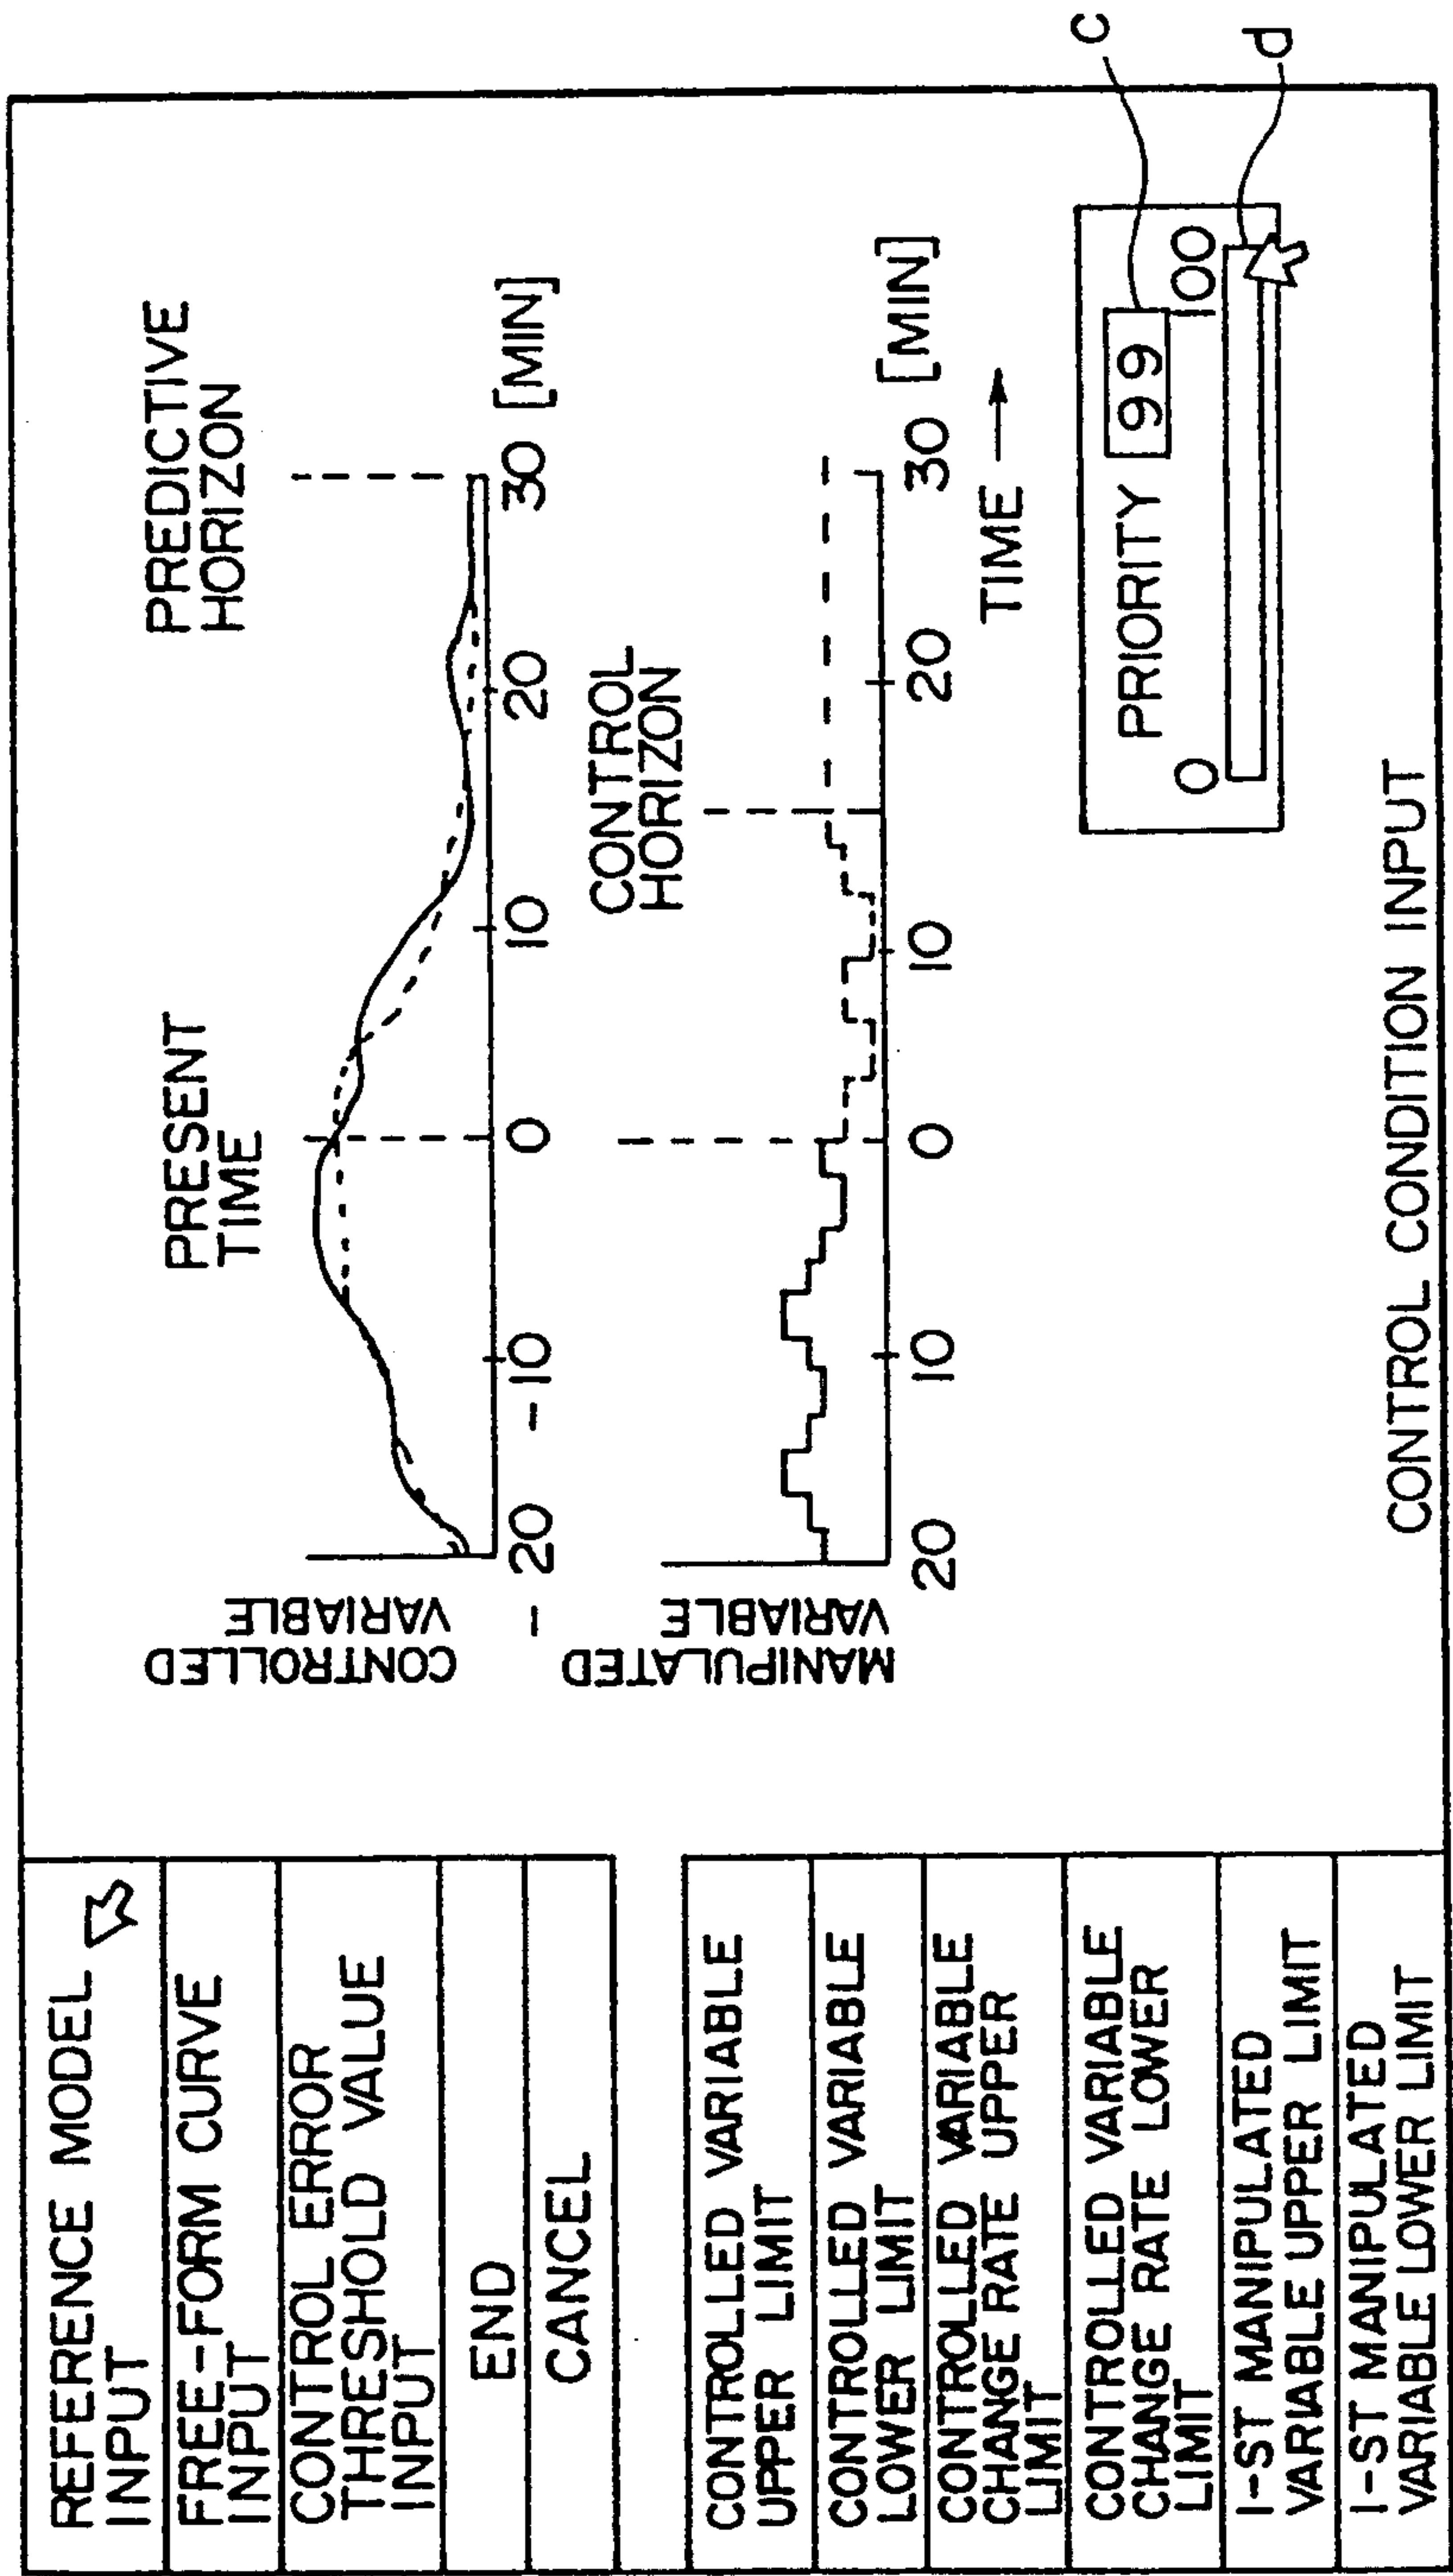 REFERENCE MODEL
INPUT
FREE-FORM CURVE
INPUT
CONTROL ERROR
THRESHOLD VALUE
INPUT
END
CANCEL
CONTROLLED VARIABLE
UPPER LIMIT
CONTROLLED VARIABLE
LOWER LIMIT
CONTROLLED VARIABLE
CHANGE RATE UPPER
LIMIT
CONTROLLED VARIABLE
CHANGE RATE LOWER
LIMIT
1-ST MANIPULATED
VARIABLE UPPER LIMIT
1-ST MANIPULATED
VARIABLE LOWER LIMIT
PRESENT
TIME
PREDICTIVE
HORIZON
CONTROLLED
VARIABLE
-20 -10 0 10 20 30 [MIN]
CONTROL
HORIZON
MANIPULATED
VARIABLE
20 10 0 10 20 30 [MIN]
TIME →
PRIORITY 99
0 100
c
d
CONTROL CONDITION INPUT